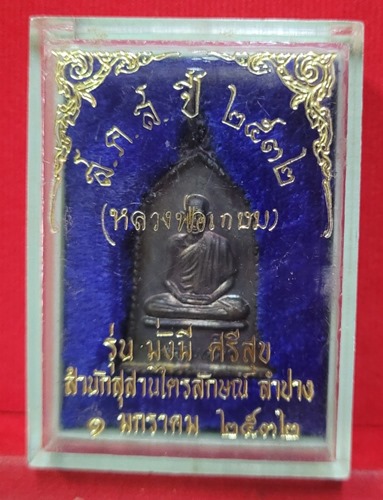 ส.ค.ส. ปี ๒๕๓๒
(หลวงพ่อเกษม)
รุ่น มั่งมี ศรีสุข
สำนักสุสานไตรลักษณ์ ลำปาง
๑ มกราคม ๒๕๓๒